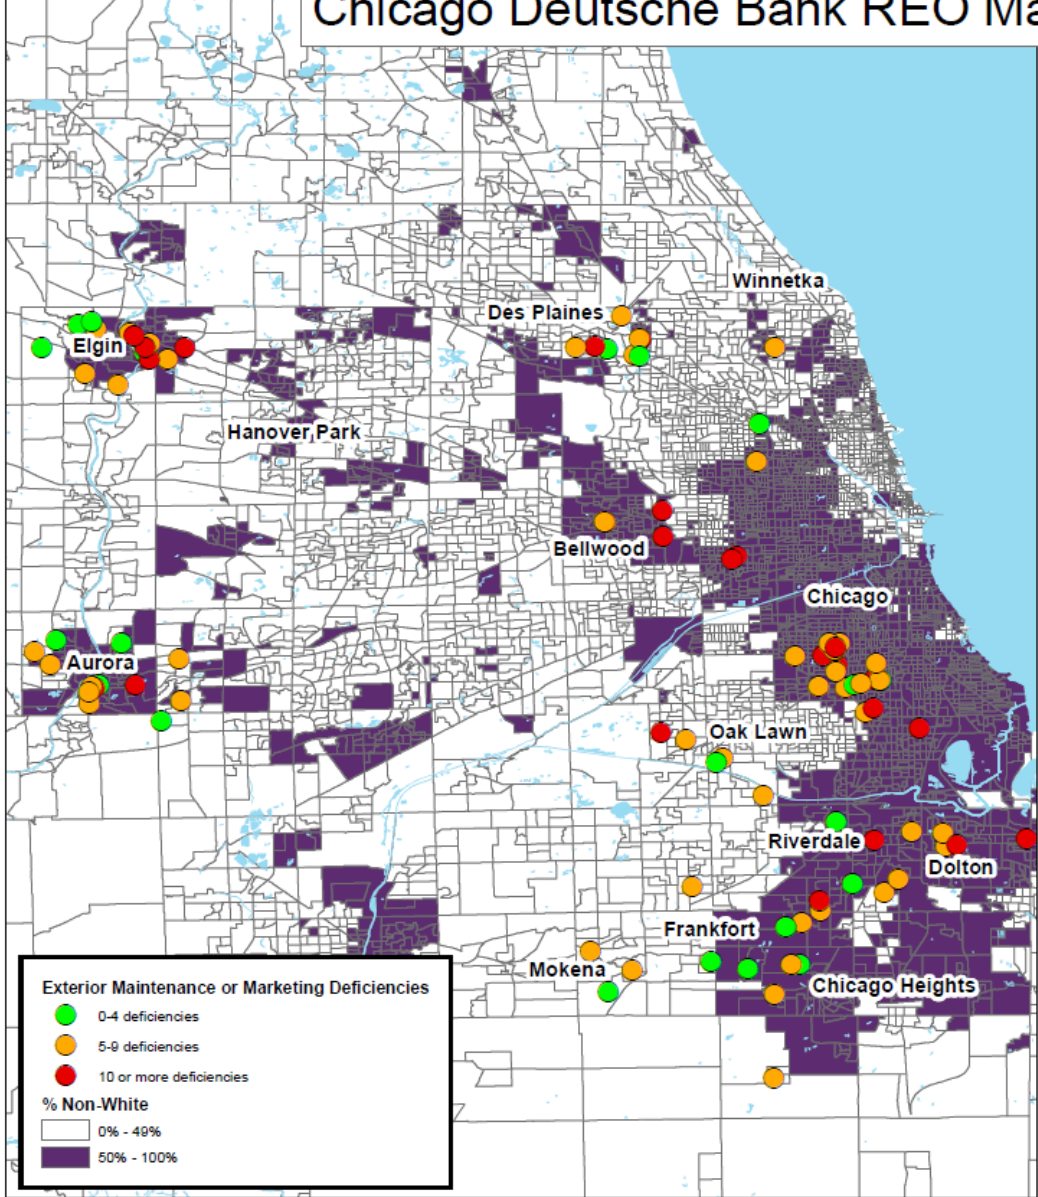 Chicago Deutsche Bank REO Ma
Winnetka
Des Plaines
Elgin
Hanover Park
Bellwood
Chicago
Aurora
Oak Lawn
Riverdale
Dolton
Frankfort
Mokena
Chicago Heights
Exterior Maintenance or Marketing Deficiencies
0-4 deficiencies
5-9 deficiencies
10 or more deficiencies
% Non-White
0% - 49%
50% - 100%